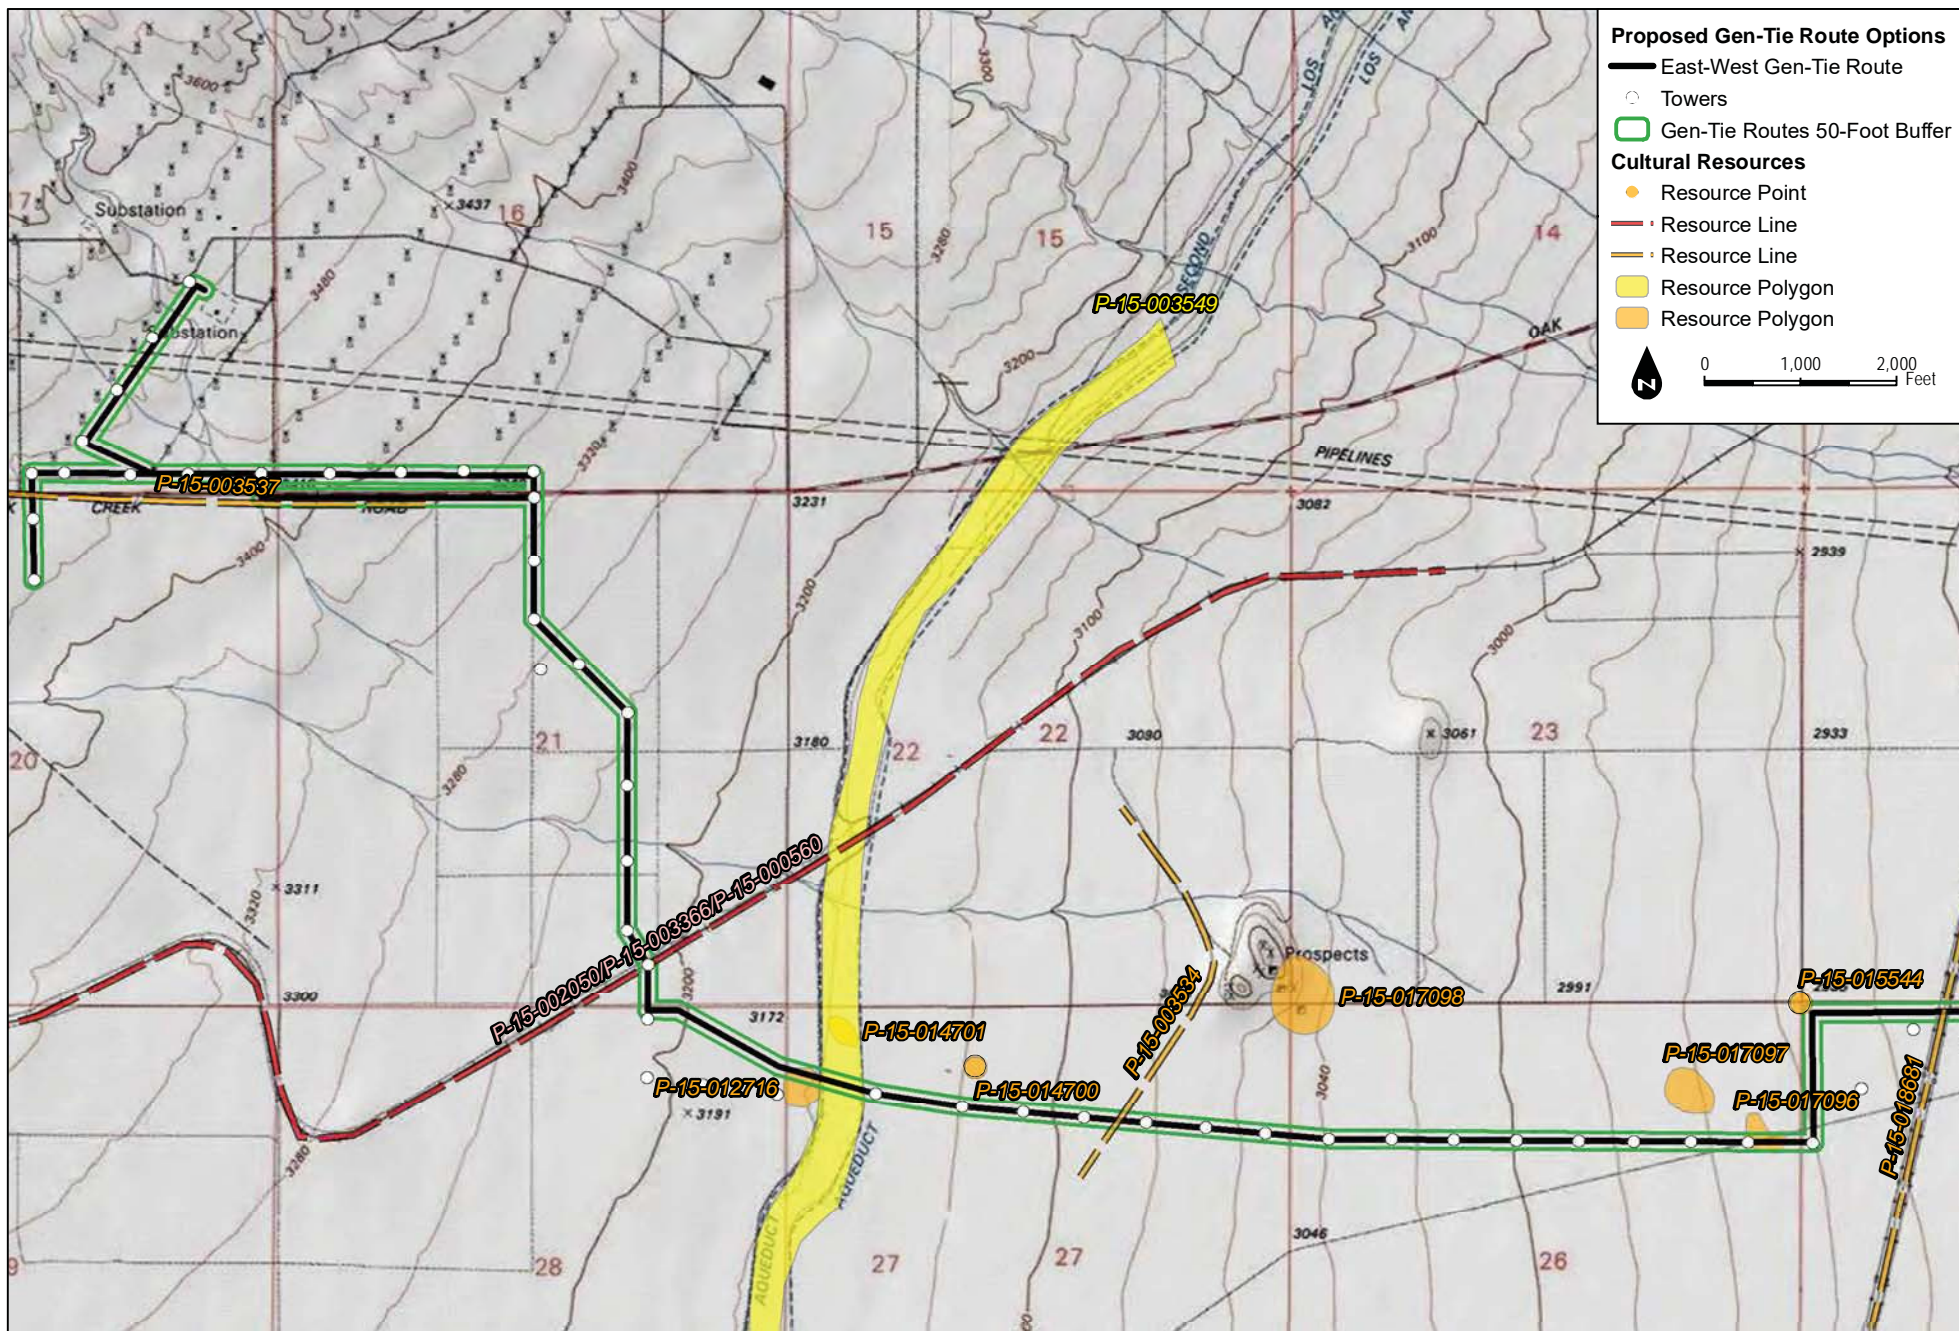 Proposed Gen-Tie Route Options
East-West Gen-Tie Route
Towers
Gen-Tie Routes 50-Foot Buffer
Cultural Resources
Resource Point
Resource Line
Resource Line
Resource Polygon
Resource Polygon
N
0 1,000 2,000
Feet
LOS
LOS
3300
3600
3400
17
Substation
3437
16
15
15
14
3280
3100
3480
SECOND
P-15-003549
Substation
OAK
3200
3320
PIPELINES
P-15-003537
CREEK
ROAD
3231
3082
3400
2939
3200
3100
3000
20
21
3180
22
22
3090
3061
23
2933
3280
P-15-002050/P-15-003366/P-15-000560
3311
3320
Prospects
3300
3200
3172
P-15-003534
P-15-017098
2991
P-15-015544
P-15-014701
P-15-014700
P-15-012716
3191
3040
P-15-017097
P-15-017096
P-15-018681
3280
AQUEDUCT
AQUEDUCT
3046
9
28
27
27
26